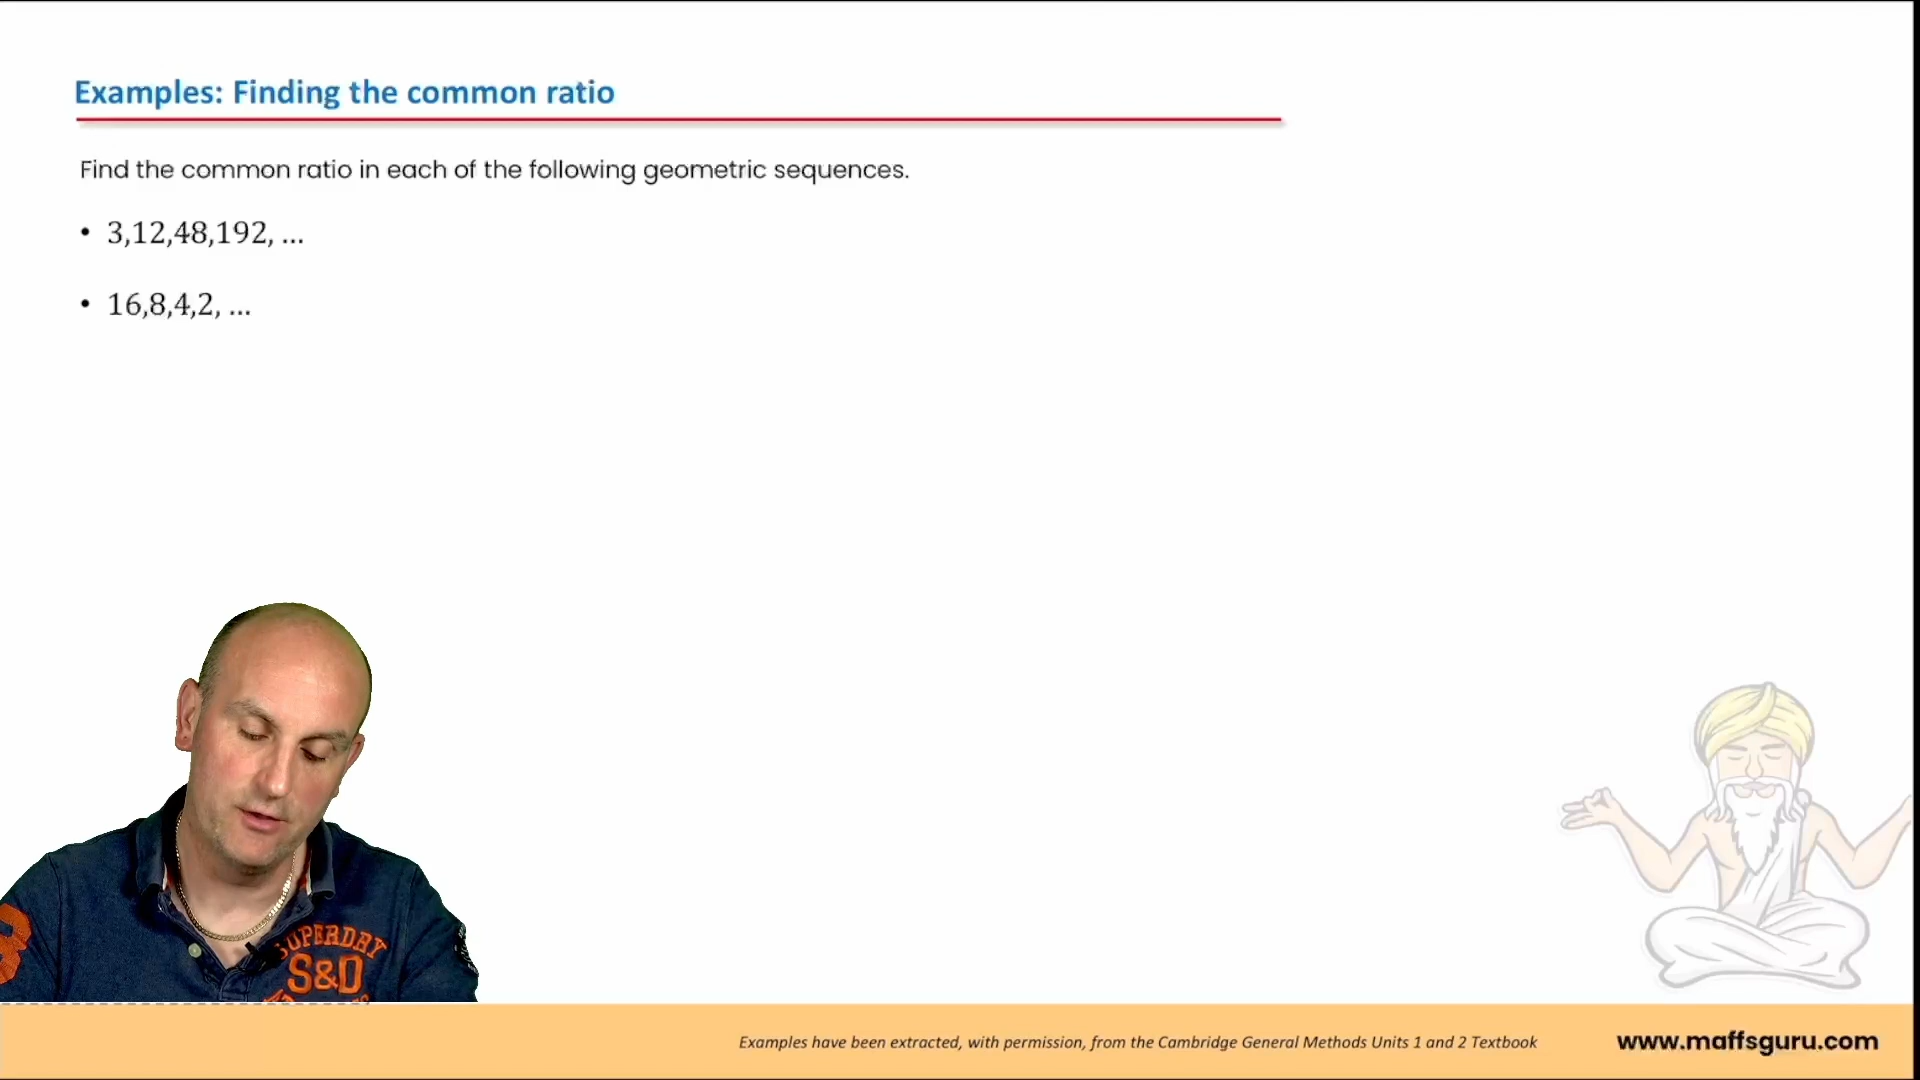 Examples: Finding the common ratio
Find the common ratio in each of the following geometric sequences.
• 3,12,48,192, ...
• 16,8,4,2, ...
SUPERDRY
S&D
Examples have been extracted, with permission, from the Cambridge General Methods Units 1 and 2 Textbook
www.maffsguru.com